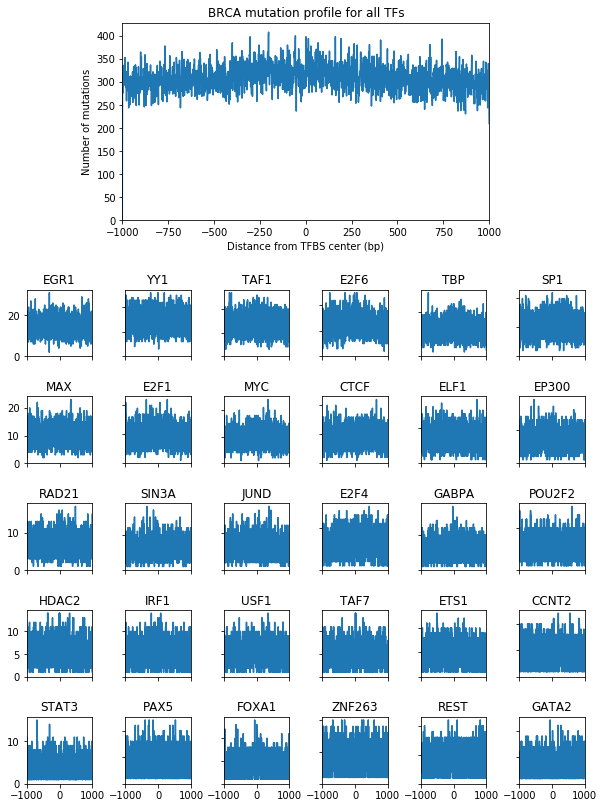 BRCA mutation profile for all TFs
400
350
300
250
200
150
100
50
0
Number of mutations
−1000 −750 −500 −250 0 250 500 750 1000
Distance from TFBS center (bp)
EGR1 YY1 TAF1 E2F6 TBP SP1
20
0
MAX E2F1 MYC CTCF ELF1 EP300
20
10
0
RAD21 SIN3A JUND E2F4 GABPA POU2F2
10
0
HDAC2 IRF1 USF1 TAF7 ETS1 CCNT2
10
5
0
STAT3 PAX5 FOXA1 ZNF263 REST GATA2
10
0
−1000 0 1000 −1000 0 1000 −1000 0 1000 −1000 0 1000 −1000 0 1000 −1000 0 1000